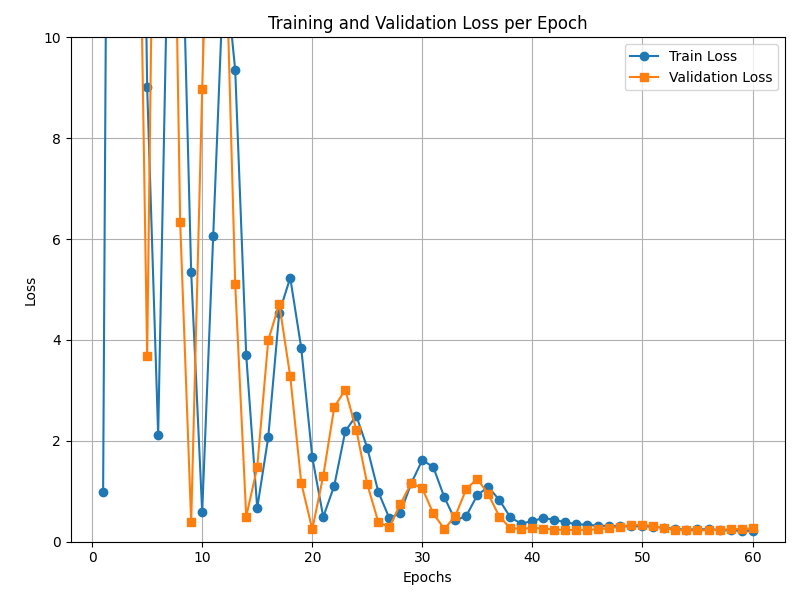 Training and Validation Loss per Epoch
Train Loss
Validation Loss
Loss
10
8
6
4
2
0
0 10 20 30 40 50 60
Epochs